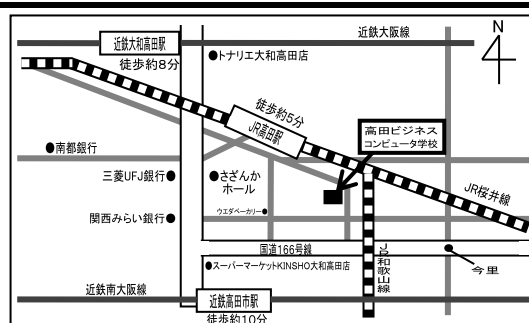 N
近鉄大和高田駅
近鉄大阪線
徒歩約8分
●トナリエ大和高田店
徒歩約5分
JR高田駅
高田ビジネス
コンピュータ学校
●南都銀行
三菱UFJ銀行●
●さざんか
ホール
JR桜井線
関西みらい銀行●
ウエダベーカリー●
国道166号線
JR和歌山線
今里
●スーパーマーケットKINSHO大和高田店
近鉄南大阪線
近鉄高田市駅
徒歩約10分